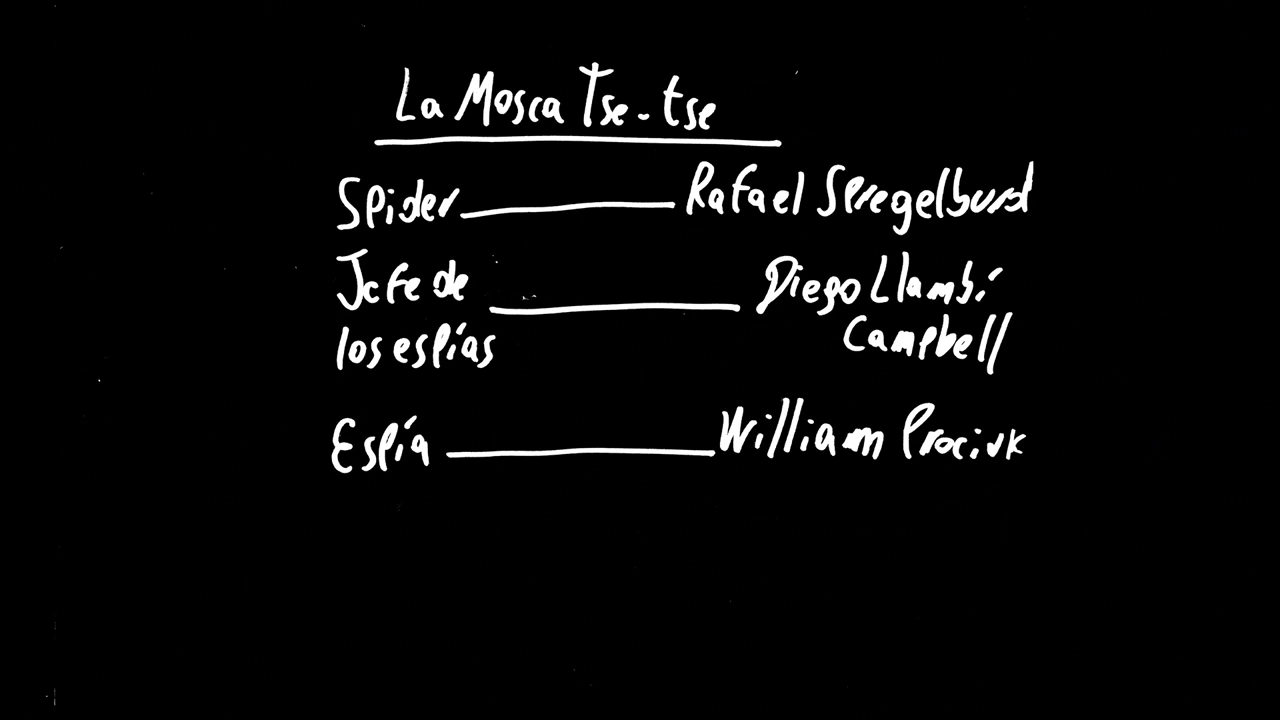 La Mosca Tse-tse
Spider Rafael Spregelburd
Jefe de Diego Llambí
los espías Campbell
Espía William Prociuk